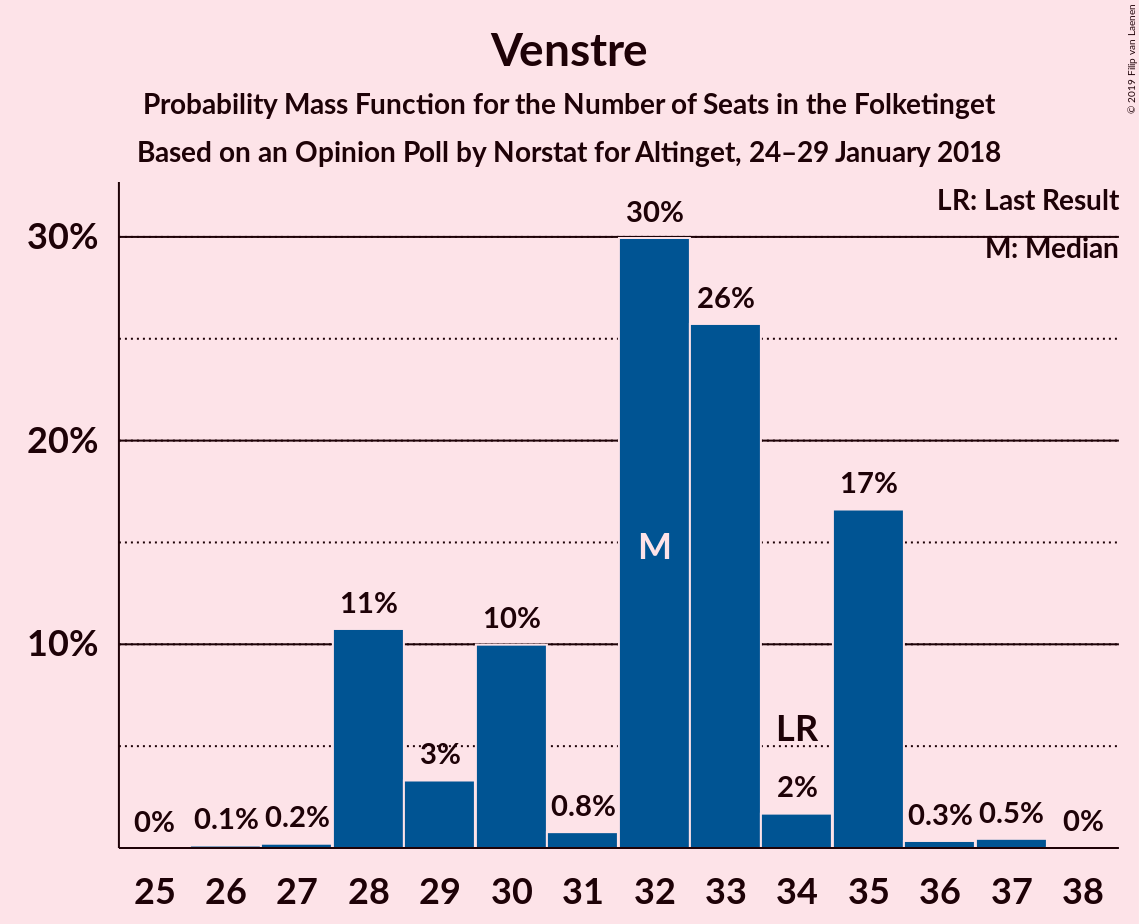 Venstre
Probability Mass Function for the Number of Seats in the Folketinget
Based on an Opinion Poll by Norstat for Altinget, 24–29 January 2018
© 2019 Filip van Laenen
LR: Last Result
M: Median
30%
20%
10%
0%
0.1%
0.2%
11%
3%
10%
0.8%
30%
M
26%
LR
2%
17%
0.3%
0.5%
0%
25 26 27 28 29 30 31 32 33 34 35 36 37 38